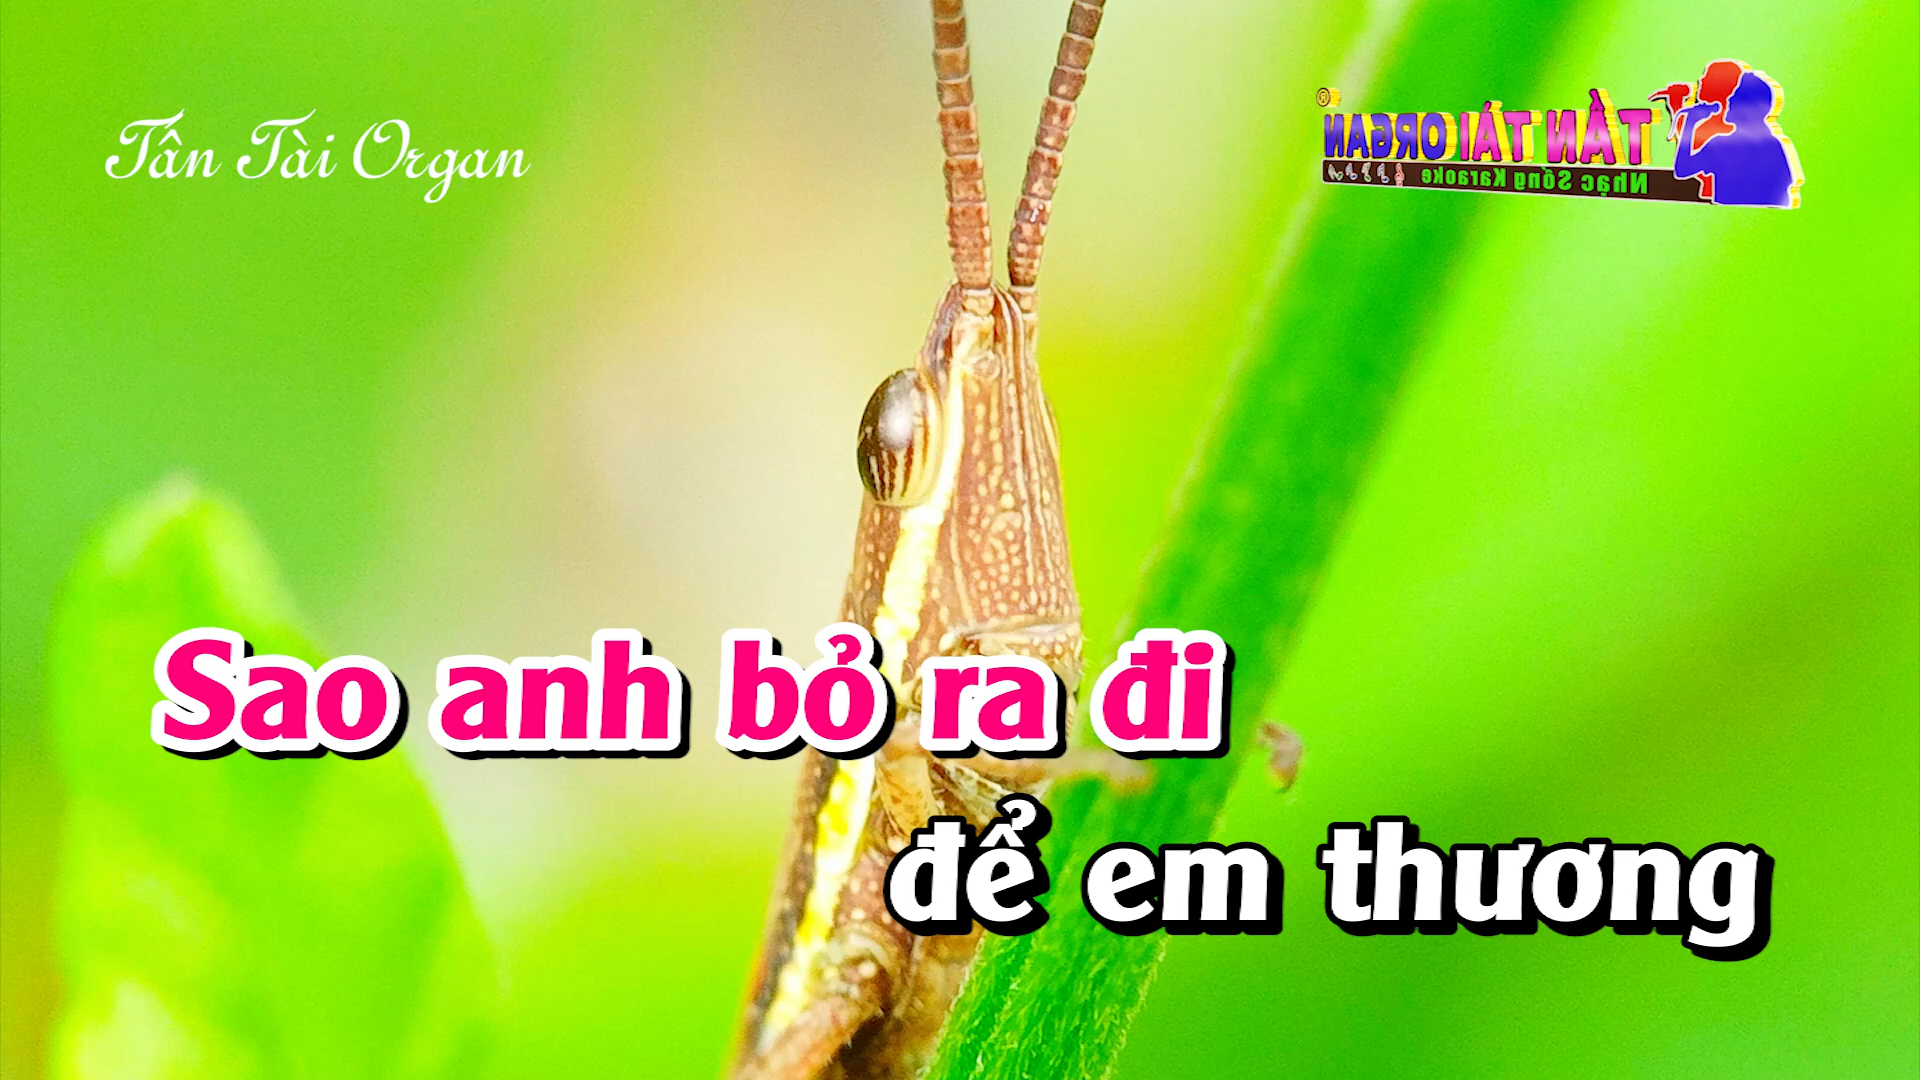 Tấn Tài Organ
TẤN TÀI ORGAN
®
Nhạc Sống Karaoke
Sao anh bỏ ra đi
để em thương